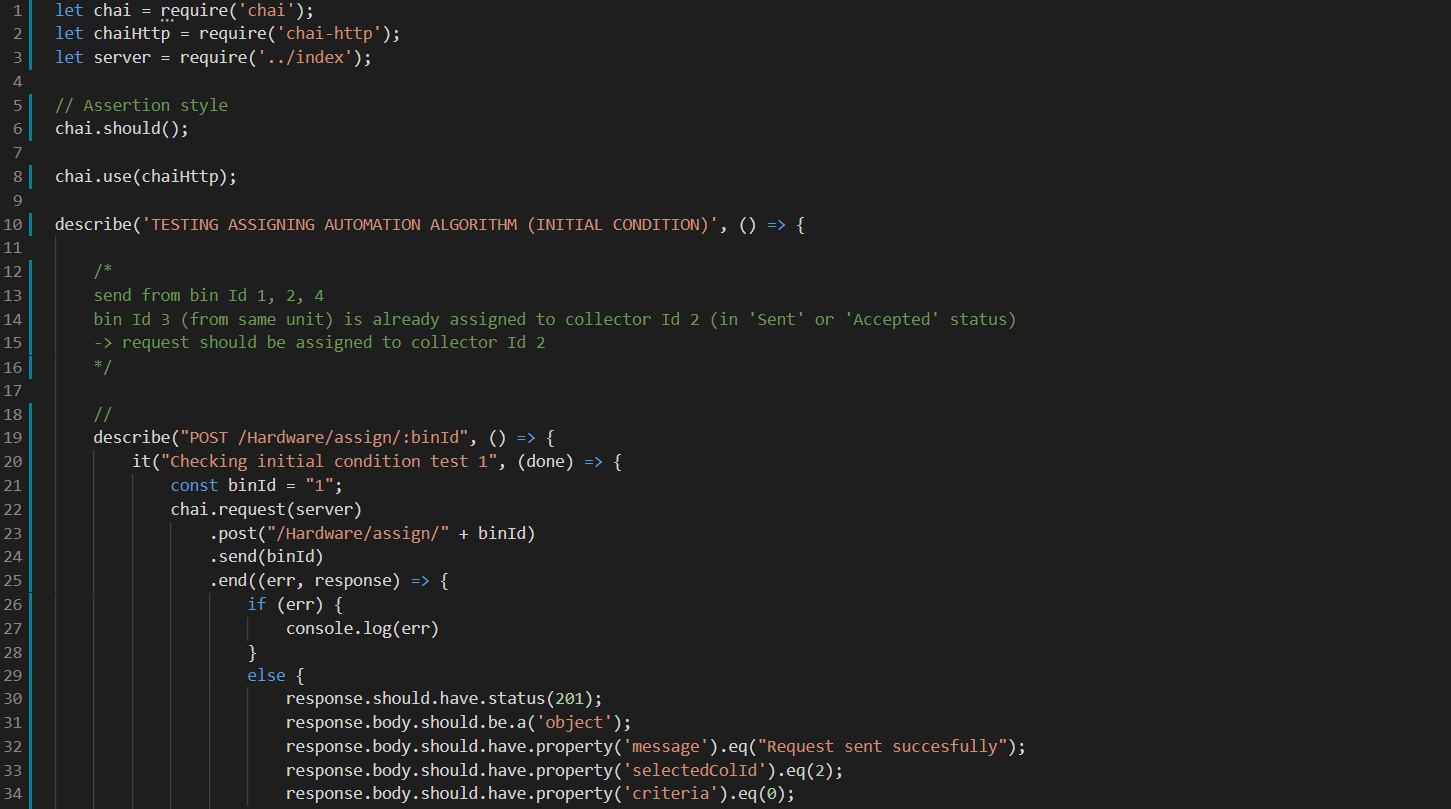 1 let chai = require('chai');
2 let chaiHttp = require('chai-http');
3 let server = require('../index');
4
5 // Assertion style
6 chai.should();
7
8 chai.use(chaiHttp);
9
10 describe('TESTING ASSIGNING AUTOMATION ALGORITHM (INITIAL CONDITION)', () => {
11
12     /*
13     send from bin Id 1, 2, 4
14     bin Id 3 (from same unit) is already assigned to collector Id 2 (in 'Sent' or 'Accepted' status)
15     -> request should be assigned to collector Id 2
16     */
17
18     //
19     describe("POST /Hardware/assign/:binId", () => {
20         it("Checking initial condition test 1", (done) => {
21             const binId = "1";
22             chai.request(server)
23                 .post("/Hardware/assign/" + binId)
24                 .send(binId)
25                 .end((err, response) => {
26                     if (err) {
27                         console.log(err)
28                     }
29                     else {
30                         response.should.have.status(201);
31                         response.body.should.be.a('object');
32                         response.body.should.have.property('message').eq("Request sent succesfully");
33                         response.body.should.have.property('selectedColId').eq(2);
34                         response.body.should.have.property('criteria').eq(0);